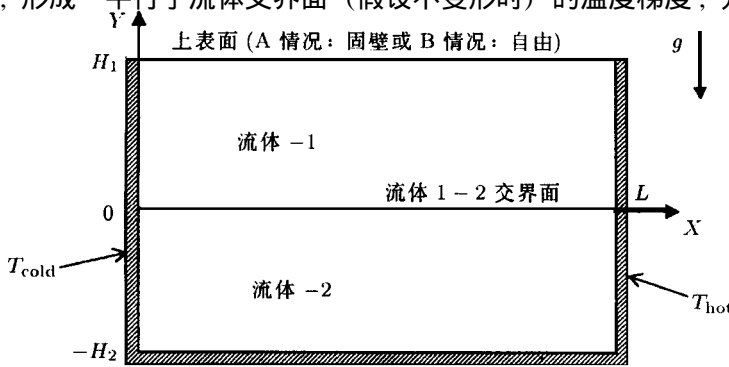 形成一平行于流体交界面（假设不变形时）的温度梯度，
Y
上表面 (A 情况：固壁或 B 情况：自由)
g
H₁
流体 −1
流体 1 − 2 交界面
L
0
X
T_cold
流体 −2
T_hot
−H₂